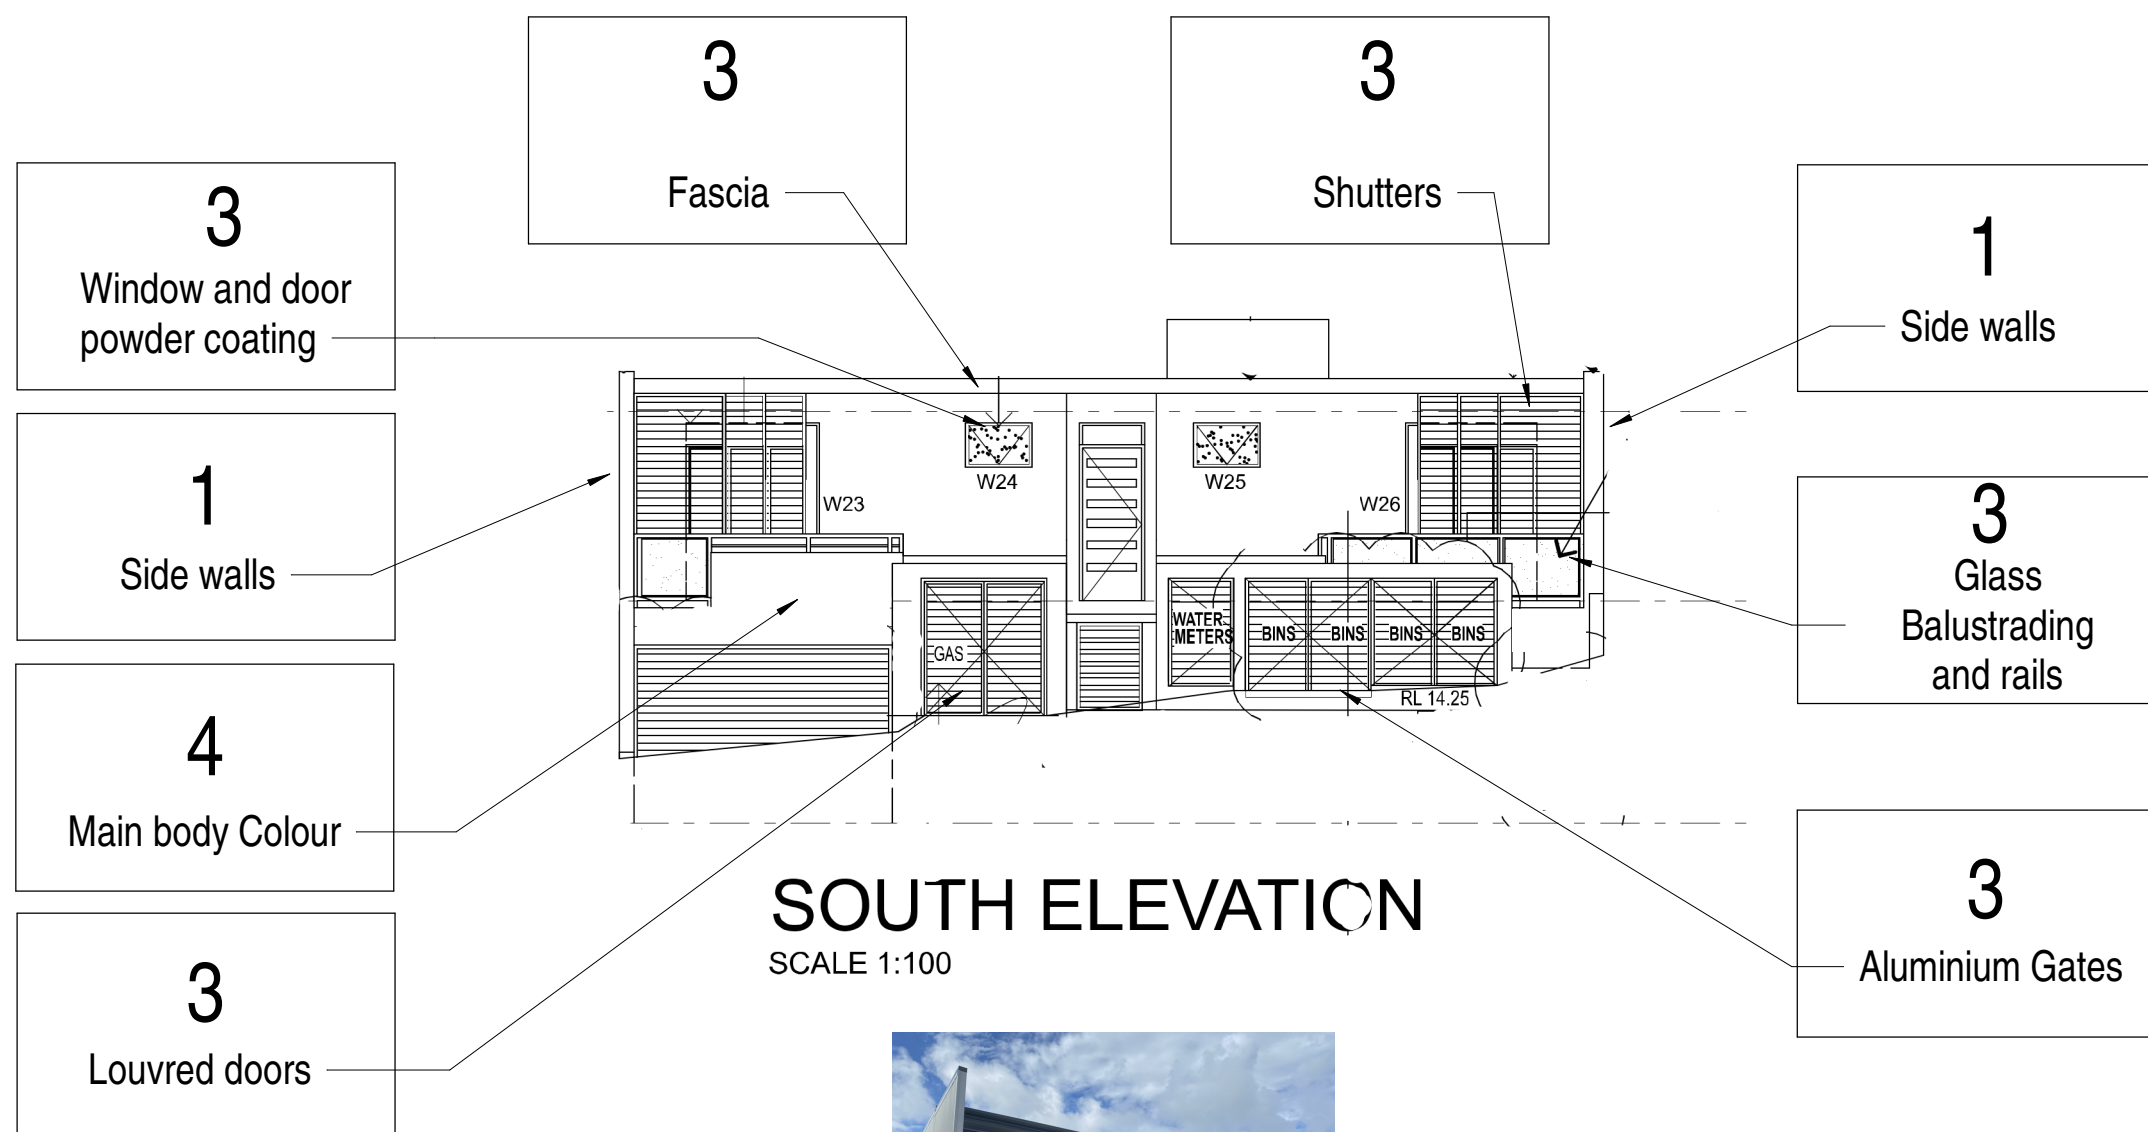 3
Fascia
3
Shutters
3
Window and door
powder coating
1
Side walls
1
Side walls
3
Glass
Balustrading
and rails
4
Main body Colour
3
Louvred doors
3
Aluminium Gates
W23
W24
W25
W26
GAS
WATER
METERS
BINS BINS BINS BINS
RL 14.25
SOUTH ELEVATION
SCALE 1:100